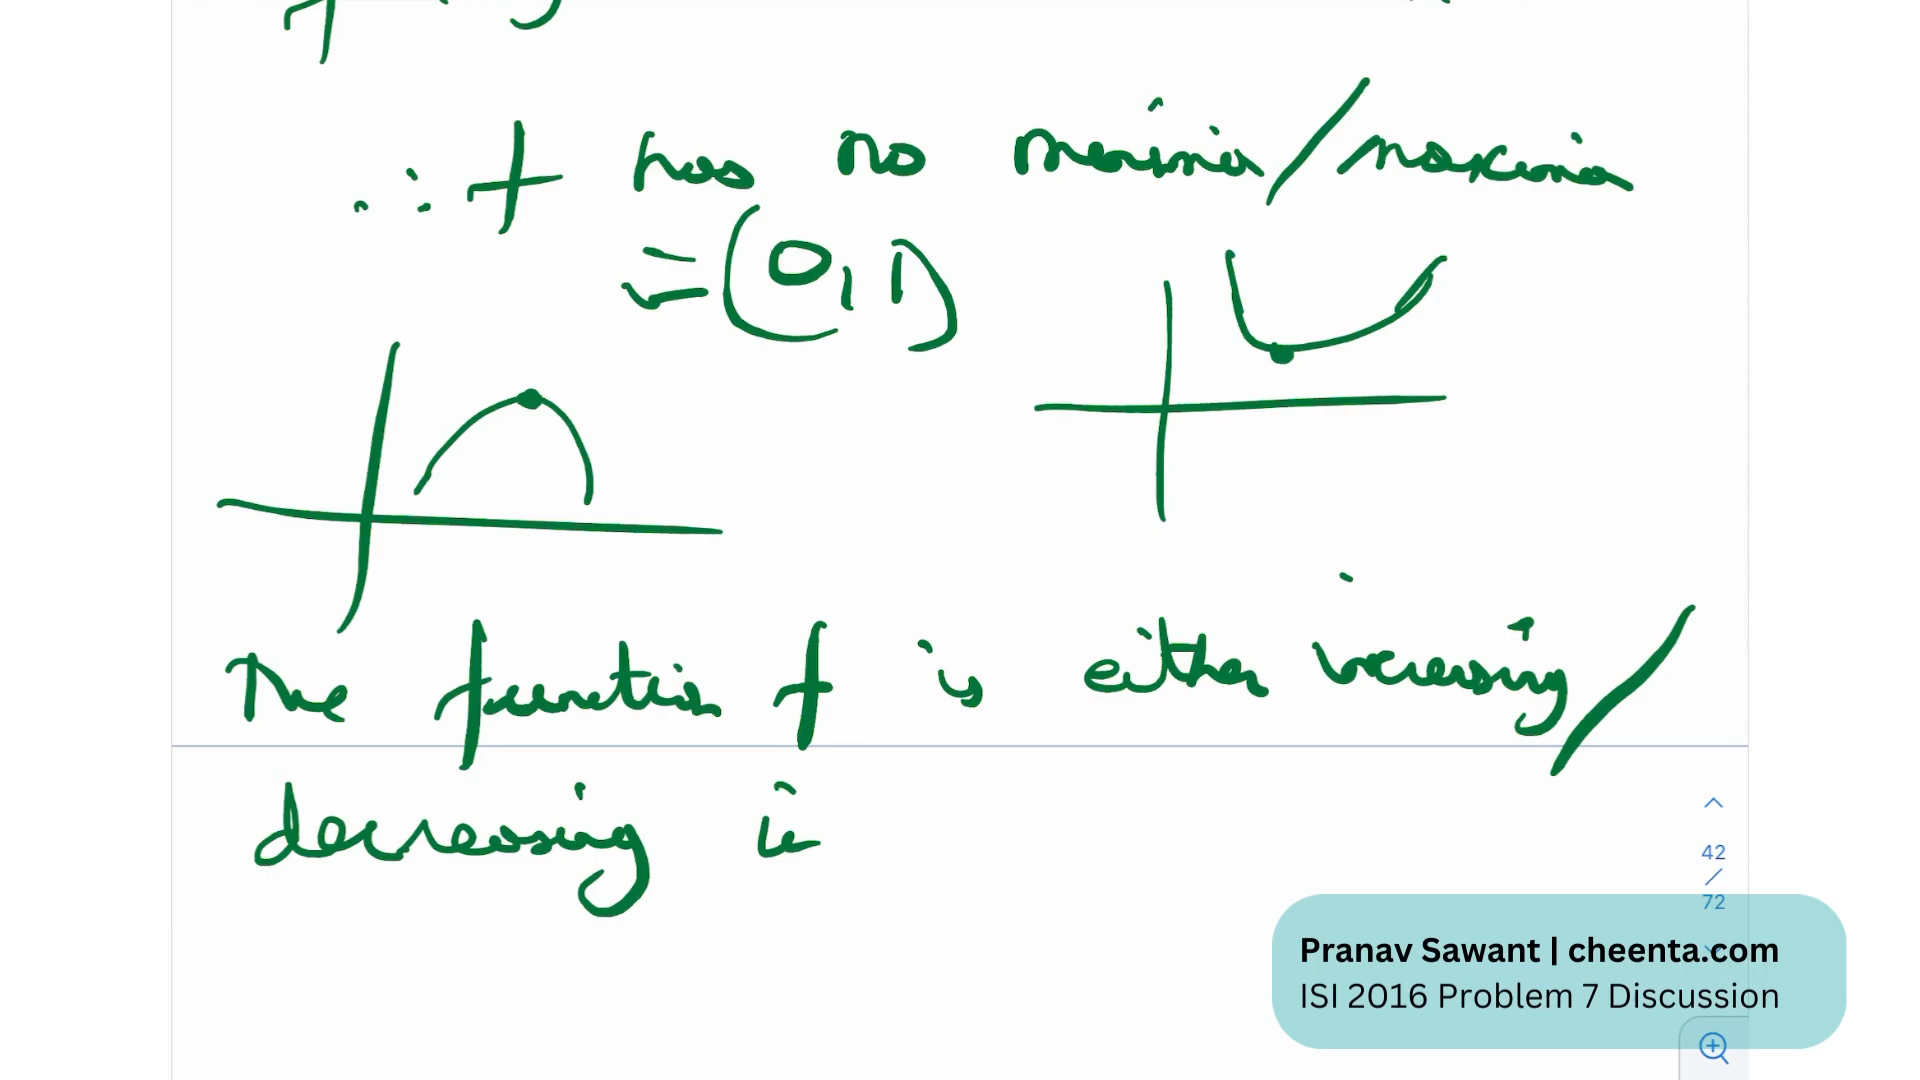 ∴ f has no minima/maxima
= (0,1)
The function f is either increasing/
decreasing in
42
/
72
Pranav Sawant | cheenta.com
ISI 2016 Problem 7 Discussion